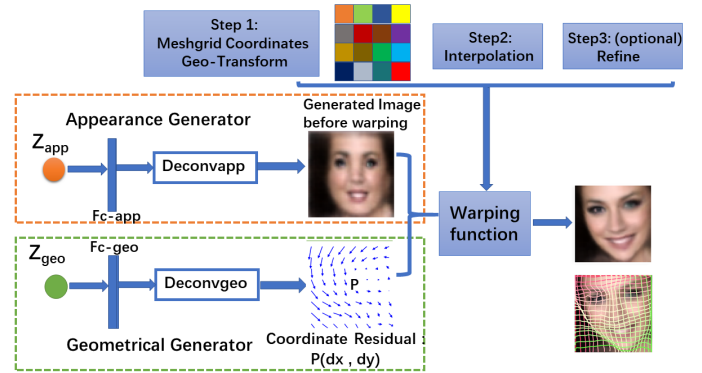 Step 1:
Meshgrid Coordinates
Geo-Transform
Step2:
Interpolation
Step3: (optional)
Refine
Appearance Generator
Generated Image
before warping
Zapp
Deconvapp
Fc-app
Warping
function
Fc-geo
Zgeo
Deconvgeo
P
Geometrical Generator
Coordinate Residual :
P(dx , dy)